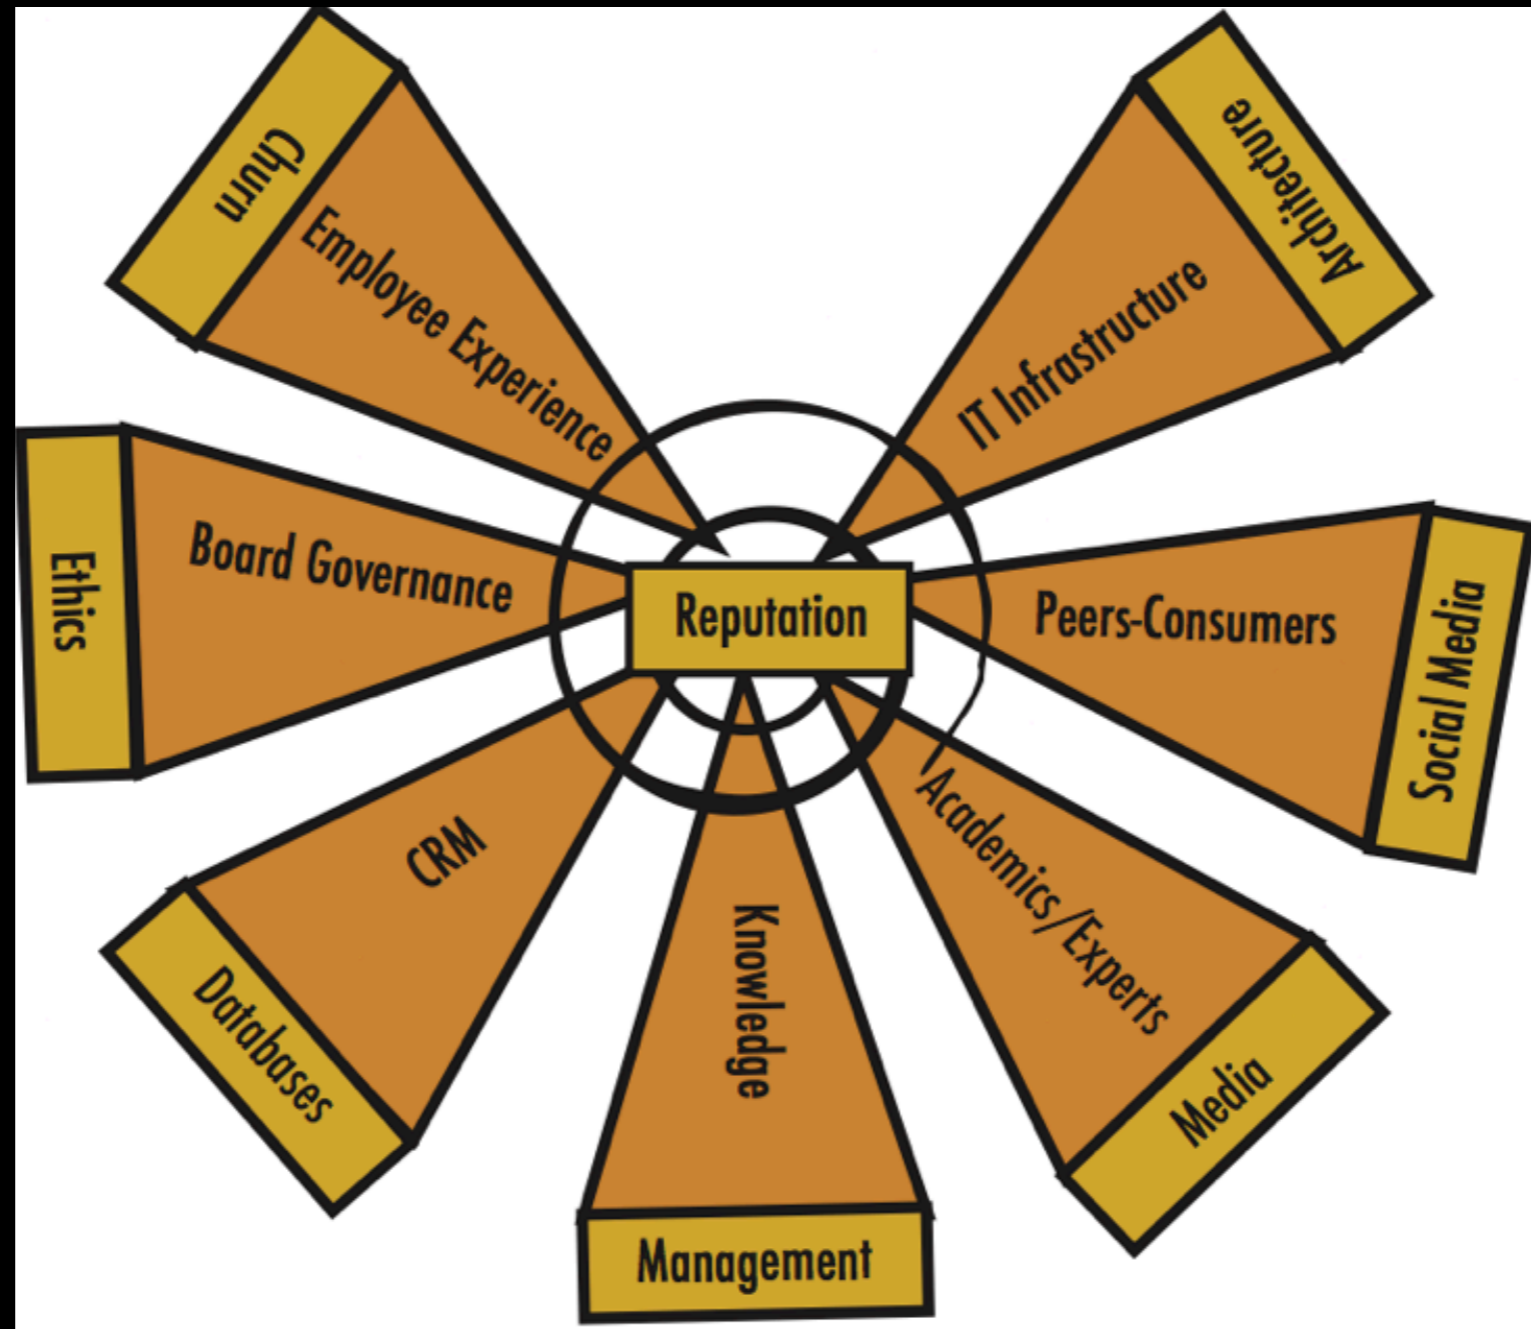 Churn
Employee Experience
Architecture
IT Infrastructure
Ethics
Board Governance
Reputation
Peers-Consumers
Social Media
CRM
Databases
Knowledge
Management
Academics/Experts
Media